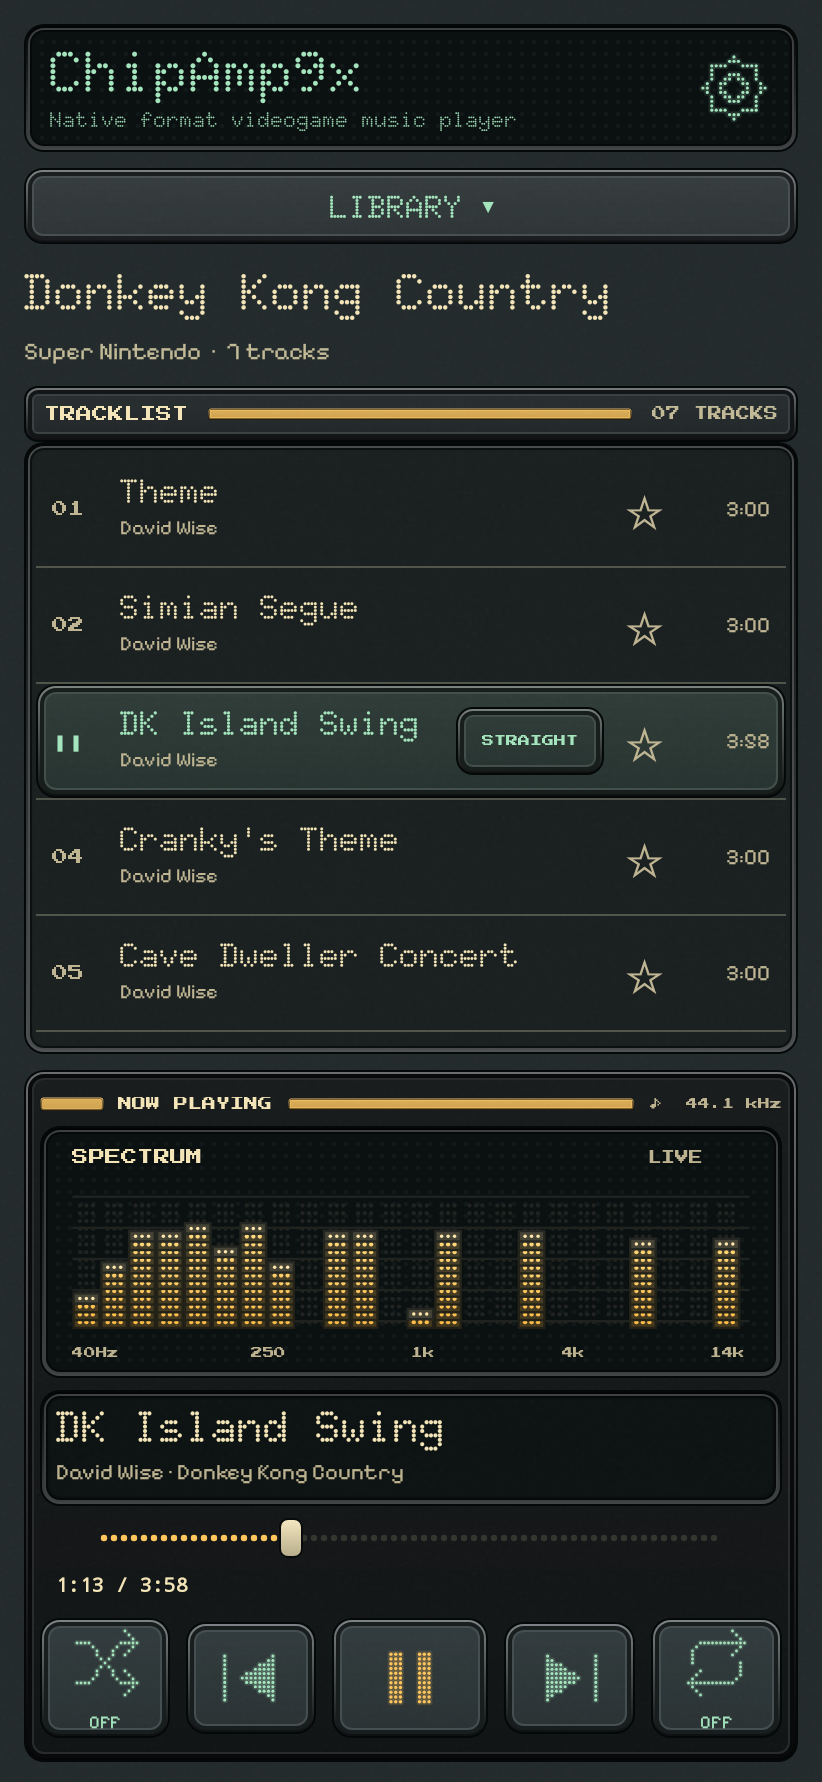 ChipAmp9x
Native format videogame music player
LIBRARY ▼
Donkey Kong Country
Super Nintendo · 7 tracks
TRACKLIST 07 TRACKS
01 Theme 3:00
David Wise
02 Simian Segue 3:00
David Wise
DK Island Swing STRAIGHT 3:58
David Wise
04 Cranky's Theme 3:00
David Wise
05 Cave Dweller Concert 3:00
David Wise
NOW PLAYING ♪ 44.1 kHz
SPECTRUM LIVE
40Hz 250 1k 4k 14k
DK Island Swing
David Wise · Donkey Kong Country
1:13 / 3:58
OFF OFF